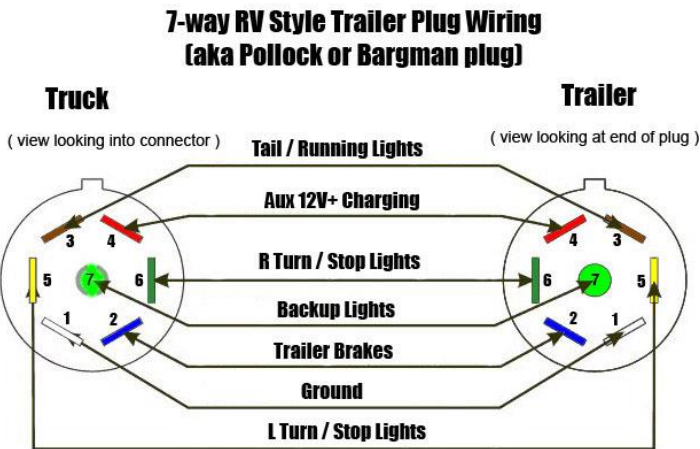 7-way RV Style Trailer Plug Wiring
(aka Pollock or Bargman plug)
Truck
Trailer
( view looking into connector )
( view looking at end of plug )
Tail / Running Lights
Aux 12V+ Charging
R Turn / Stop Lights
Backup Lights
Trailer Brakes
Ground
L Turn / Stop Lights
3 4
5 7 6
1 2
4 3
6 7 5
2 1